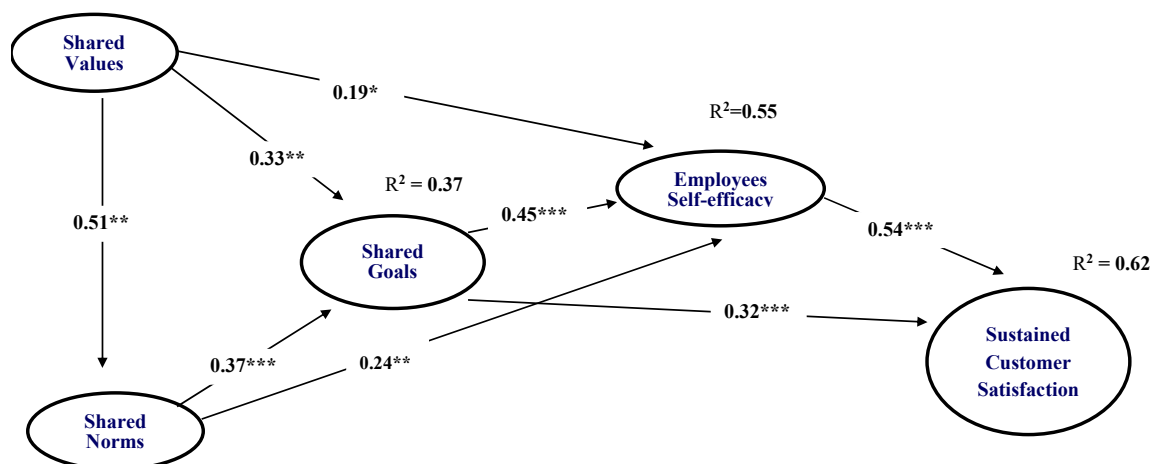 Shared
Values
0.19*
R²=0.55
0.33**
R² = 0.37
Employees
Self-efficacy
0.45***
0.51**
0.54***
Shared
Goals
R² = 0.62
0.32***
Sustained
Customer
Satisfaction
0.37***
0.24**
Shared
Norms